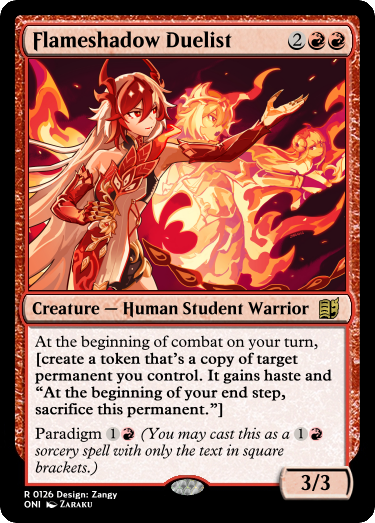 Flameshadow Duelist 2
Creature — Human Student Warrior
At the beginning of combat on your turn,
[create a token that's a copy of target
permanent you control. It gains haste and
“At the beginning of your end step,
sacrifice this permanent.”]
Paradigm 1 (You may cast this as a 1
sorcery spell with only the text in square
brackets.)
3/3
R 0126 Design: Zangy
ONI Zaraku